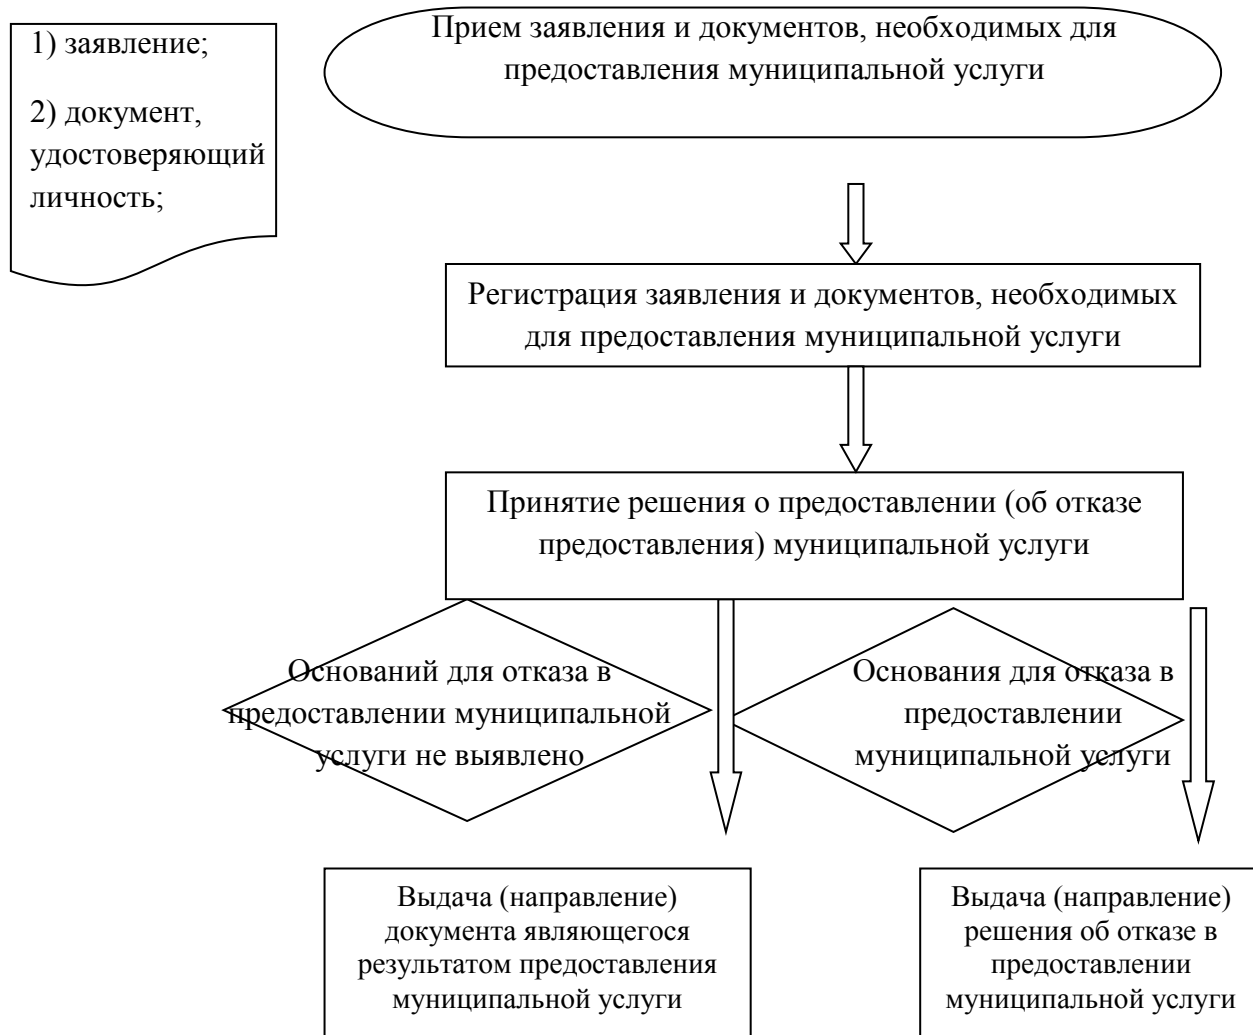 1) заявление;
2) документ,
удостоверяющий
личность;
Прием заявления и документов, необходимых для
предоставления муниципальной услуги
Регистрация заявления и документов, необходимых
для предоставления муниципальной услуги
Принятие решения о предоставлении (об отказе
предоставления) муниципальной услуги
Оснований для отказа в
предоставлении муниципальной
услуги не выявлено
Основания для отказа в
предоставлении
муниципальной услуги
Выдача (направление)
документа являющегося
результатом предоставления
муниципальной услуги
Выдача (направление)
решения об отказе в
предоставлении
муниципальной услуги